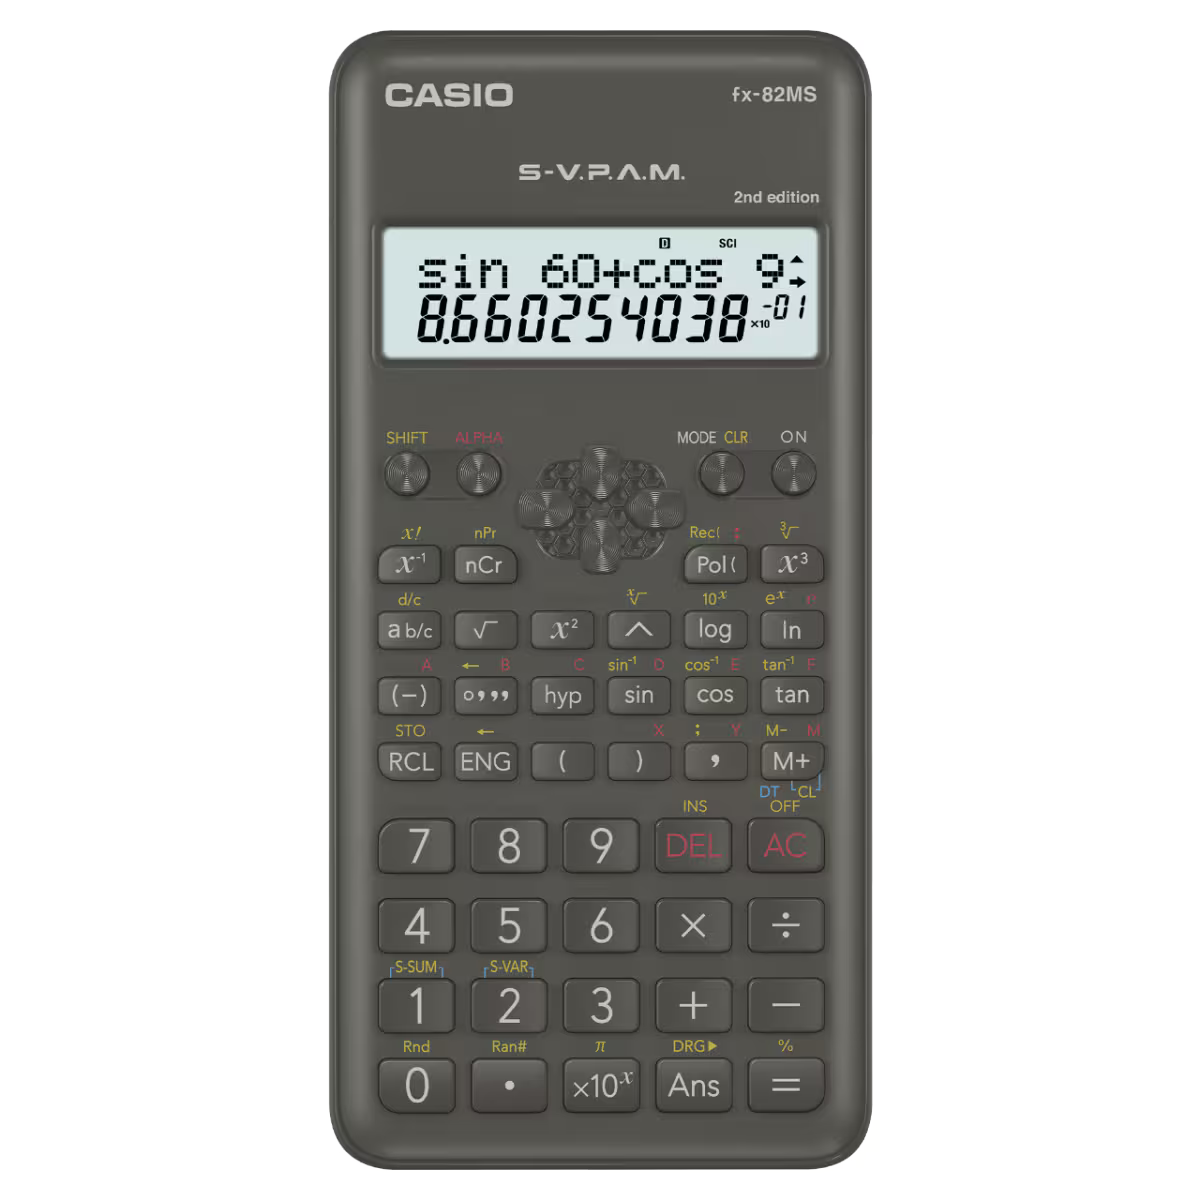 CASIO fx-82MS
S-V.P.A.M.
2nd edition
D SCI
sin 60+cos 9
8.660254038×10-01
SHIFT ALPHA MODE CLR ON
x! nPr Rec( ; ³√
x⁻¹ nCr Pol( x³
d/c ˣ√ 10ˣ eˣ
a b/c √ x² ^ log ln
A ← B C sin⁻¹ D cos⁻¹ E tan⁻¹ F
(−) °,,, hyp sin cos tan
STO ← X ; Y M− M
RCL ENG ( ) , M+
DT CL
INS OFF
7 8 9 DEL AC
4 5 6 × ÷
S-SUM S-VAR
1 2 3 + −
Rnd Ran# π DRG▶ %
0 . ×10ˣ Ans =